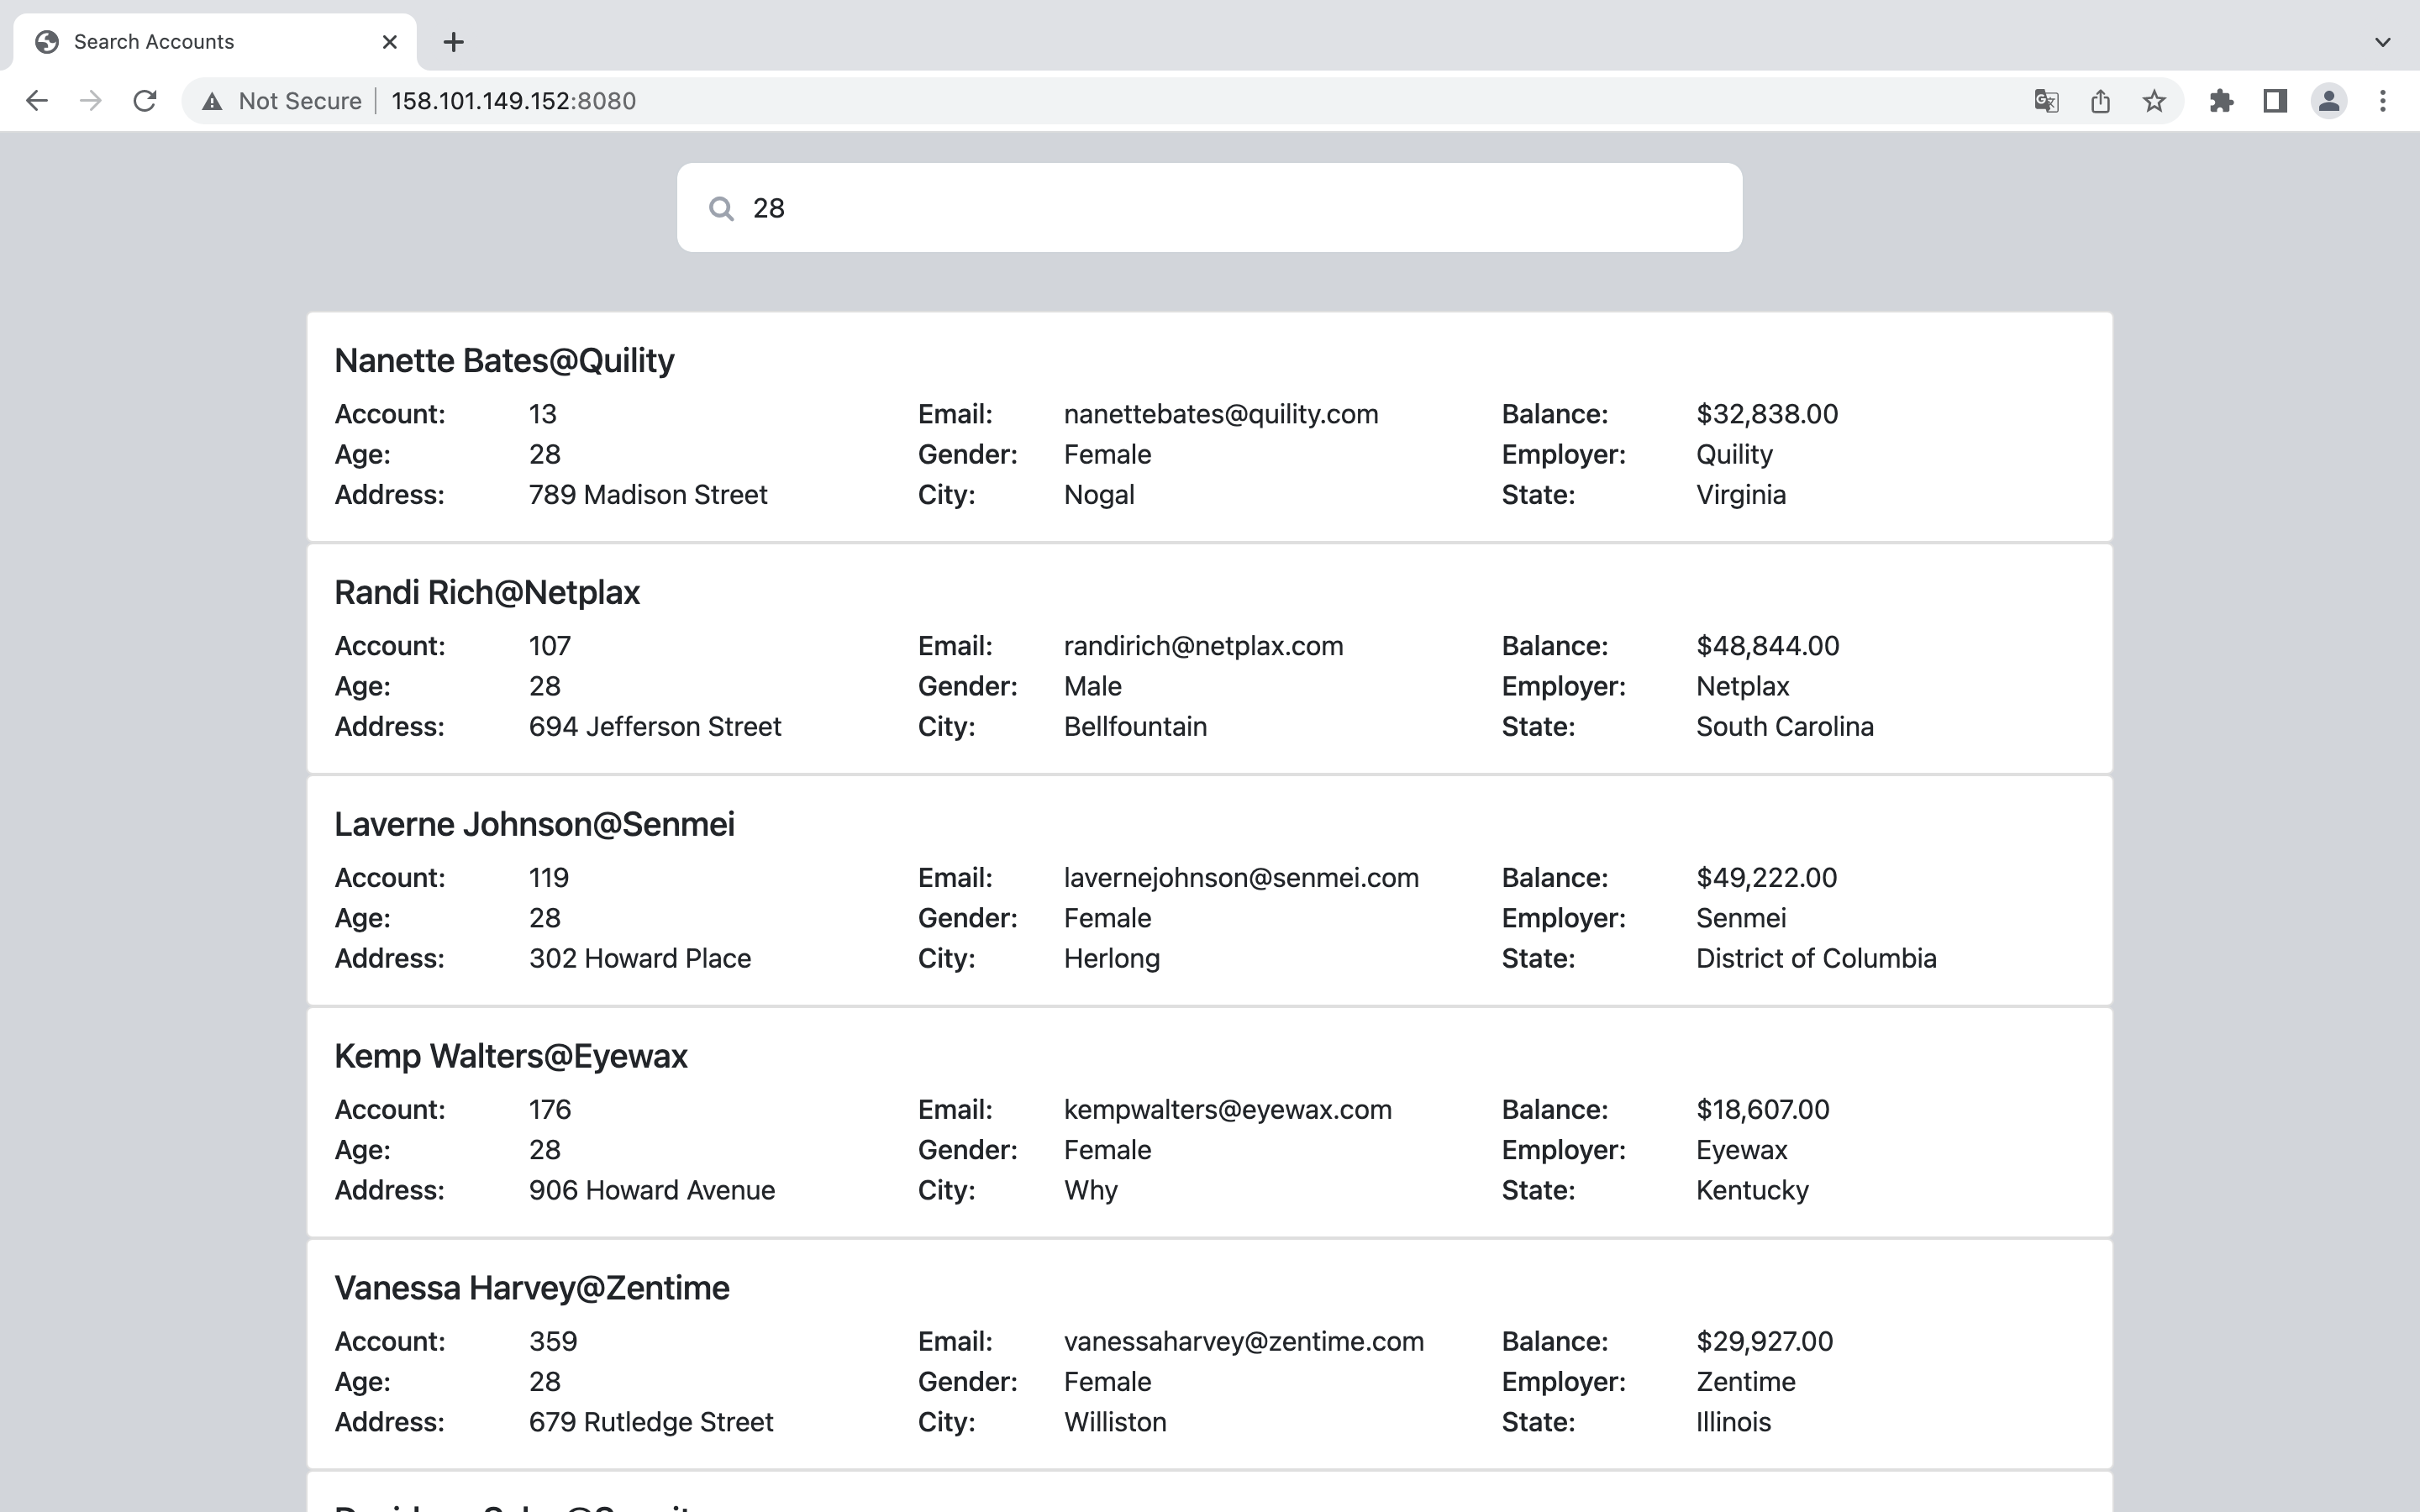 Search Accounts
Not Secure 158.101.149.152:8080
28
Nanette Bates@Quility
Account: 13 Email: nanettebates@quility.com Balance: $32,838.00
Age: 28 Gender: Female Employer: Quility
Address: 789 Madison Street City: Nogal State: Virginia
Randi Rich@Netplax
Account: 107 Email: randirich@netplax.com Balance: $48,844.00
Age: 28 Gender: Male Employer: Netplax
Address: 694 Jefferson Street City: Bellfountain State: South Carolina
Laverne Johnson@Senmei
Account: 119 Email: lavernejohnson@senmei.com Balance: $49,222.00
Age: 28 Gender: Female Employer: Senmei
Address: 302 Howard Place City: Herlong State: District of Columbia
Kemp Walters@Eyewax
Account: 176 Email: kempwalters@eyewax.com Balance: $18,607.00
Age: 28 Gender: Female Employer: Eyewax
Address: 906 Howard Avenue City: Why State: Kentucky
Vanessa Harvey@Zentime
Account: 359 Email: vanessaharvey@zentime.com Balance: $29,927.00
Age: 28 Gender: Female Employer: Zentime
Address: 679 Rutledge Street City: Williston State: Illinois